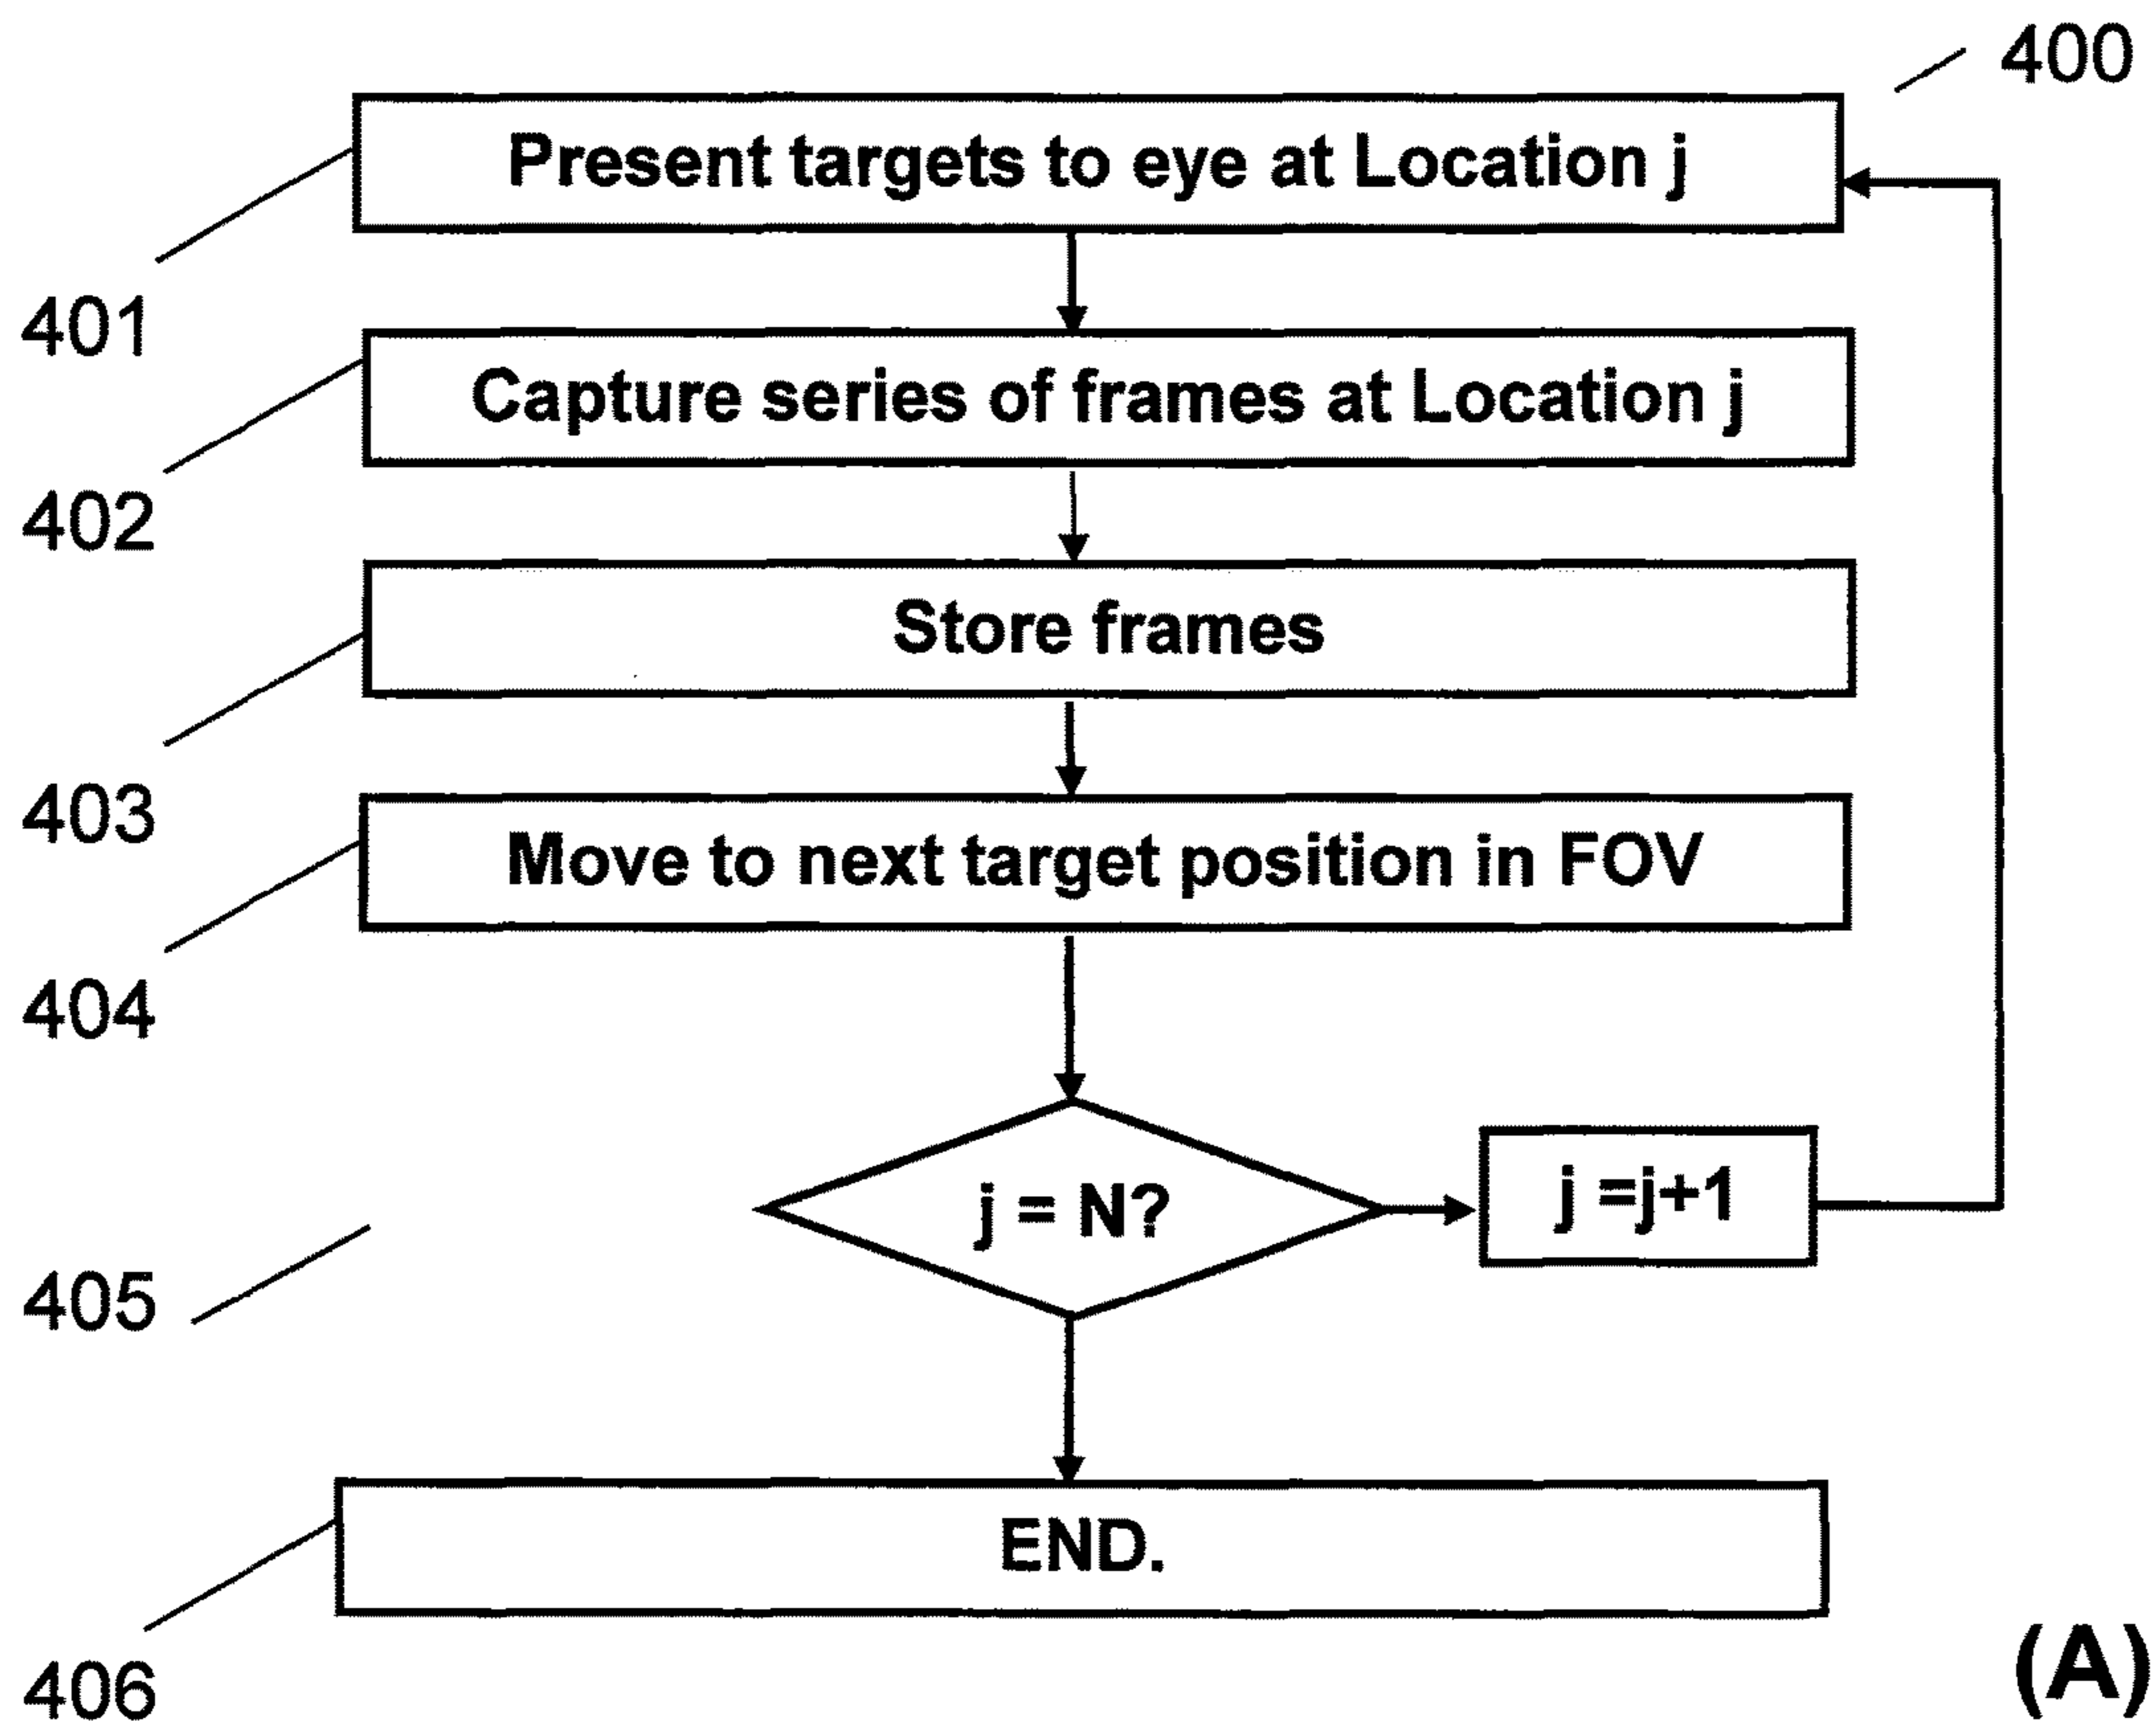 400
Present targets to eye at Location j
401
Capture series of frames at Location j
402
Store frames
403
Move to next target position in FOV
404
j = N?
j =j+1
405
END.
406
(A)